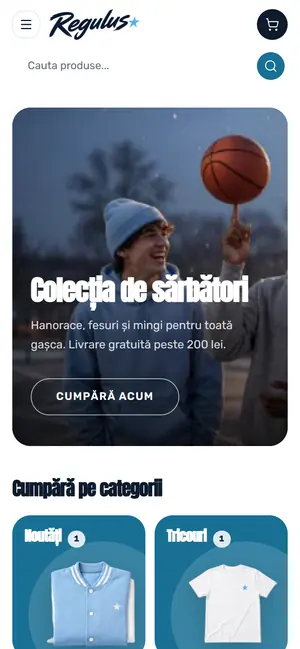 Regulus
Cauta produse...
Colecția de sărbători
Hanorace, fesuri și mingi pentru toată
gașca. Livrare gratuită peste 200 lei.
CUMPĂRĂ ACUM
Cumpără pe categorii
Noutăți 1
Tricouri 1